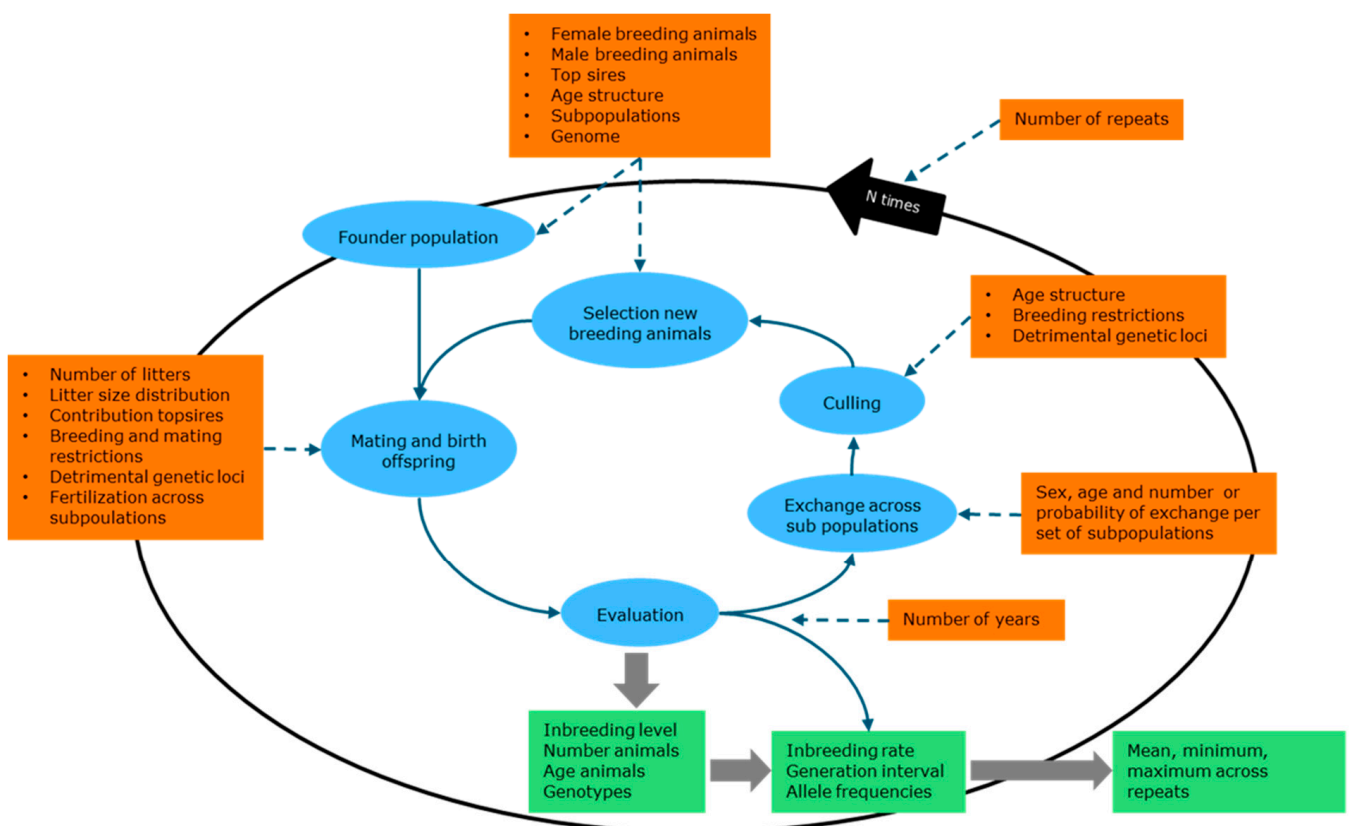 • Female breeding animals
• Male breeding animals
• Top sires
• Age structure
• Subpopulations
• Genome
Number of repeats
N times
Founder population
Selection new
breeding animals
• Age structure
• Breeding restrictions
• Detrimental genetic loci
• Number of litters
• Litter size distribution
• Contribution topsires
• Breeding and mating
restrictions
• Detrimental genetic loci
• Fertilization across
subpoulations
Mating and birth
offspring
Culling
Exchange across
sub populations
Sex, age and number or
probability of exchange per
set of subpopulations
Evaluation
Number of years
Inbreeding level
Number animals
Age animals
Genotypes
Inbreeding rate
Generation interval
Allele frequencies
Mean, minimum,
maximum across
repeats